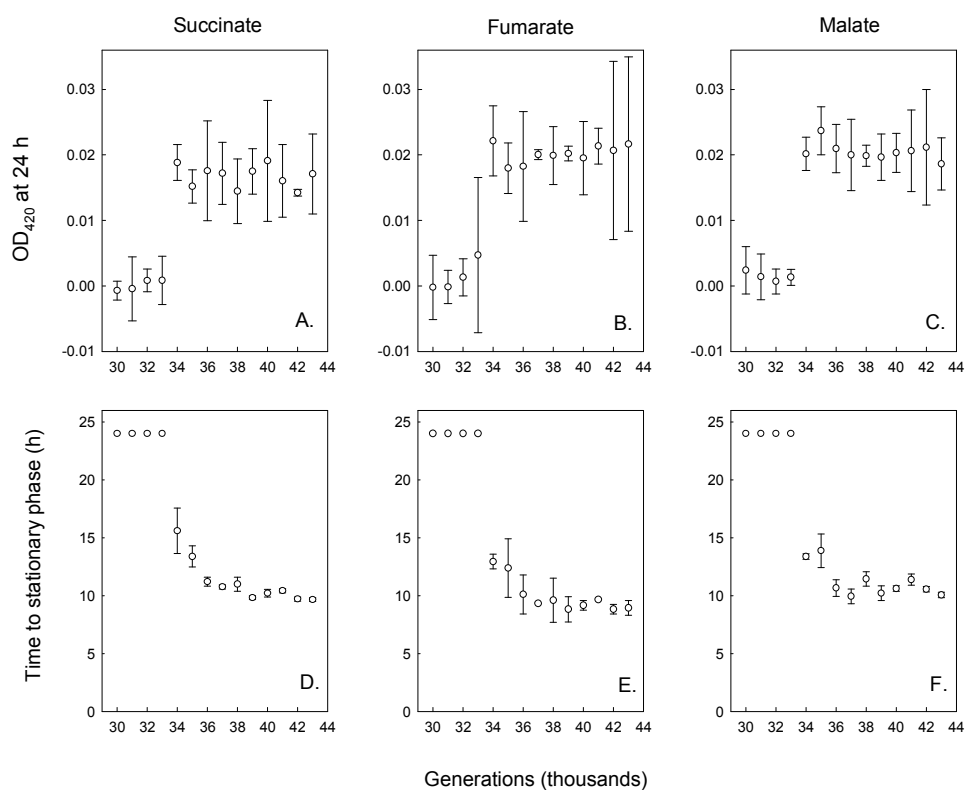 Succinate Fumarate Malate
OD420 at 24 h
0.03 0.03 0.03
0.02 0.02 0.02
0.01 0.01 0.01
0.00 0.00 0.00
-0.01 -0.01 -0.01
A. B. C.
30 32 34 36 38 40 42 44 30 32 34 36 38 40 42 44 30 32 34 36 38 40 42 44
Time to stationary phase (h)
25 25 25
20 20 20
15 15 15
10 10 10
5 5 5
0 0 0
D. E. F.
30 32 34 36 38 40 42 44 30 32 34 36 38 40 42 44 30 32 34 36 38 40 42 44
Generations (thousands)